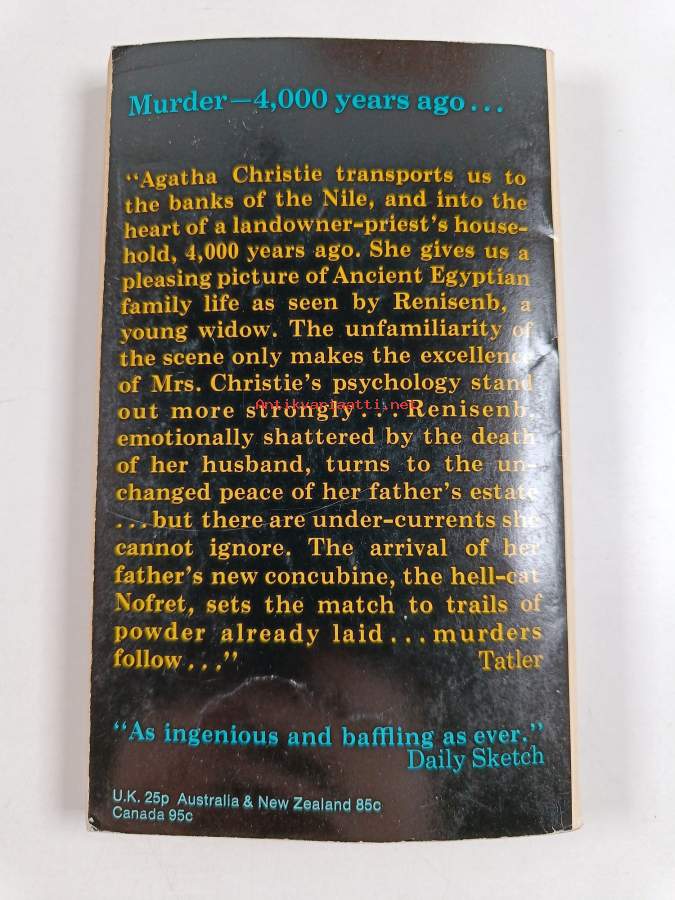 Murder—4,000 years ago...
“Agatha Christie transports us to
the banks of the Nile, and into the
heart of a landowner-priest's house-
hold, 4,000 years ago. She gives us a
pleasing picture of Ancient Egyptian
family life as seen by Renisenb, a
young widow. The unfamiliarity of
the scene only makes the excellence
of Mrs. Christie's psychology stand
out more strongly... Renisenb,
Antikvariaatti.net
emotionally shattered by the death
of her husband, turns to the un-
changed peace of her father's estate
...but there are under-currents she
cannot ignore. The arrival of her
father's new concubine, the hell-cat
Nofret, sets the match to trails of
powder already laid...murders
follow...” Tatler
“As ingenious and baffling as ever.”
Daily Sketch
U.K. 25p Australia & New Zealand 85c
Canada 95c